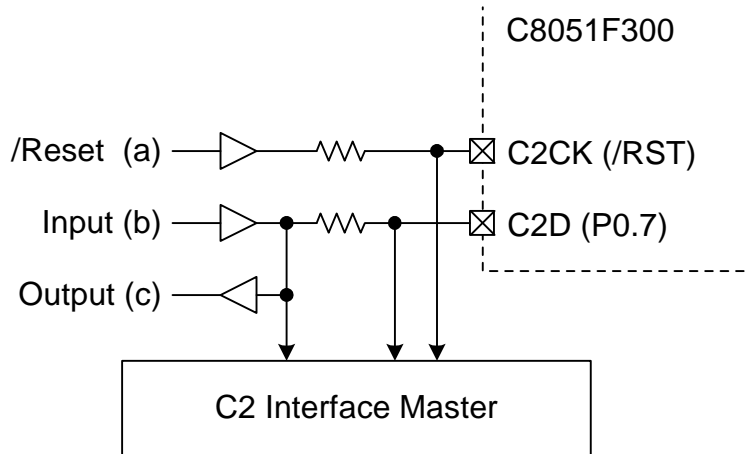 C8051F300
/Reset (a)
C2CK (/RST)
Input (b)
C2D (P0.7)
Output (c)
C2 Interface Master